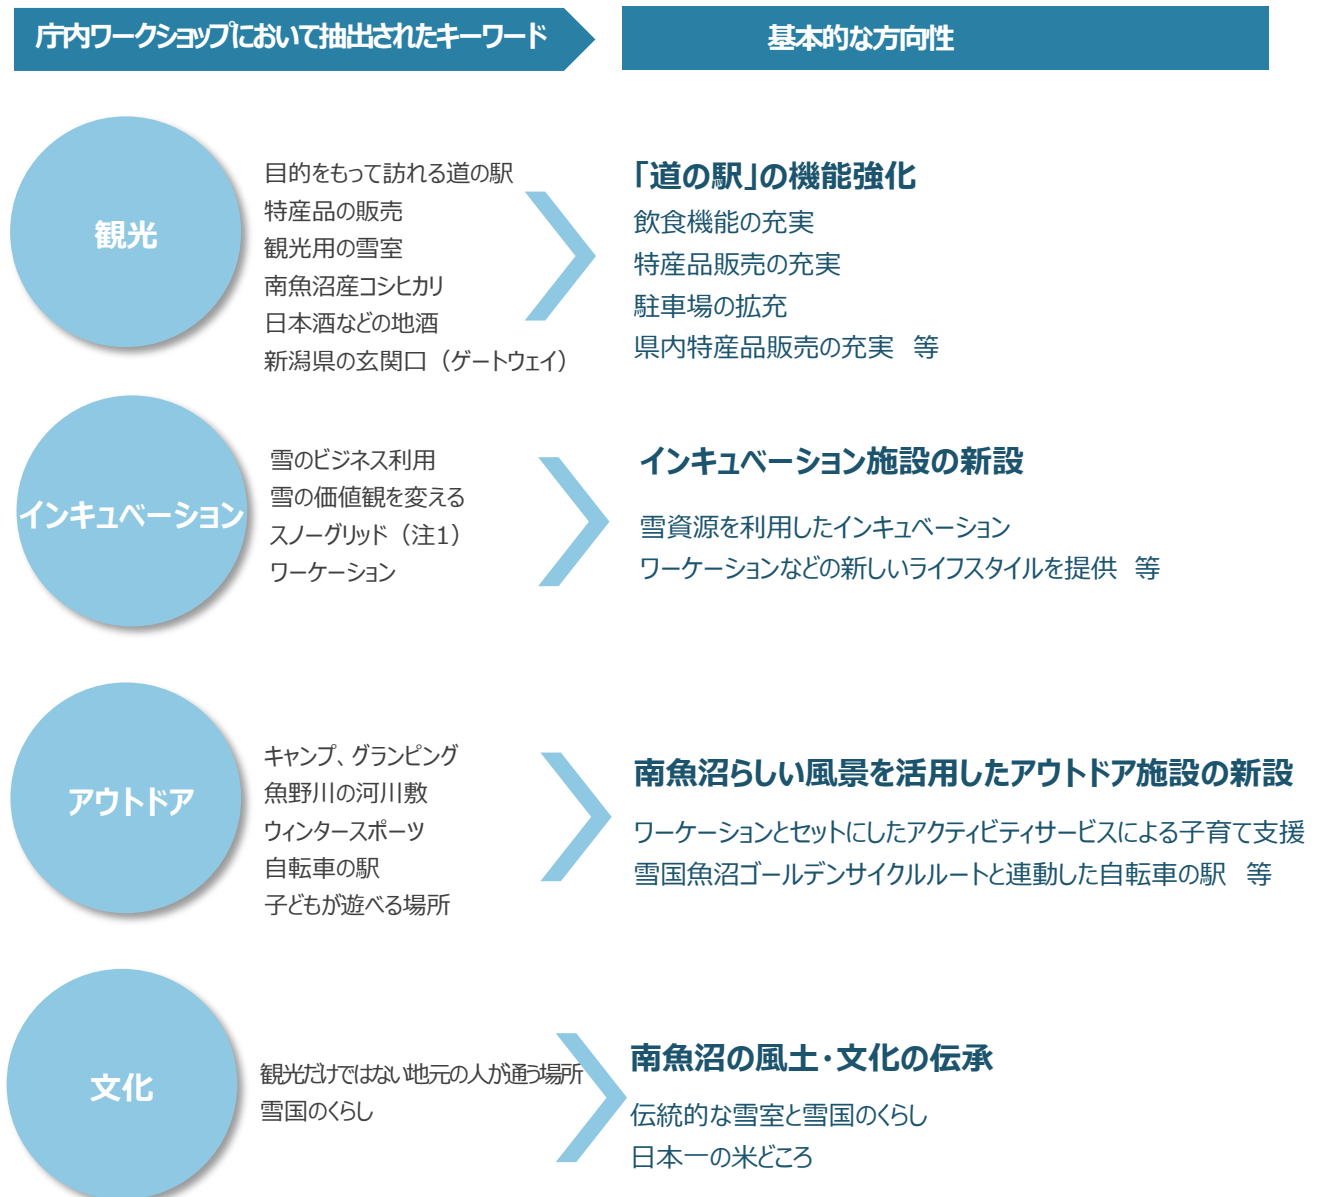 庁内ワークショップにおいて抽出されたキーワード
基本的な方向性
観光
目的をもって訪れる道の駅
特産品の販売
観光用の雪室
南魚沼産コシヒカリ
日本酒などの地酒
新潟県の玄関口（ゲートウェイ）
「道の駅」の機能強化
飲食機能の充実
特産品販売の充実
駐車場の拡充
県内特産品販売の充実　等
インキュベーション
雪のビジネス利用
雪の価値観を変える
スノーグリッド（注1）
ワーケーション
インキュベーション施設の新設
雪資源を利用したインキュベーション
ワーケーションなどの新しいライフスタイルを提供　等
アウトドア
キャンプ、グランピング
魚野川の河川敷
ウィンタースポーツ
自転車の駅
子どもが遊べる場所
南魚沼らしい風景を活用したアウトドア施設の新設
ワーケーションとセットにしたアクティビティサービスによる子育て支援
雪国魚沼ゴールデンサイクルルートと連動した自転車の駅　等
文化
観光だけではない地元の人が通う場所
雪国のくらし
南魚沼の風土・文化の伝承
伝統的な雪室と雪国のくらし
日本一の米どころ